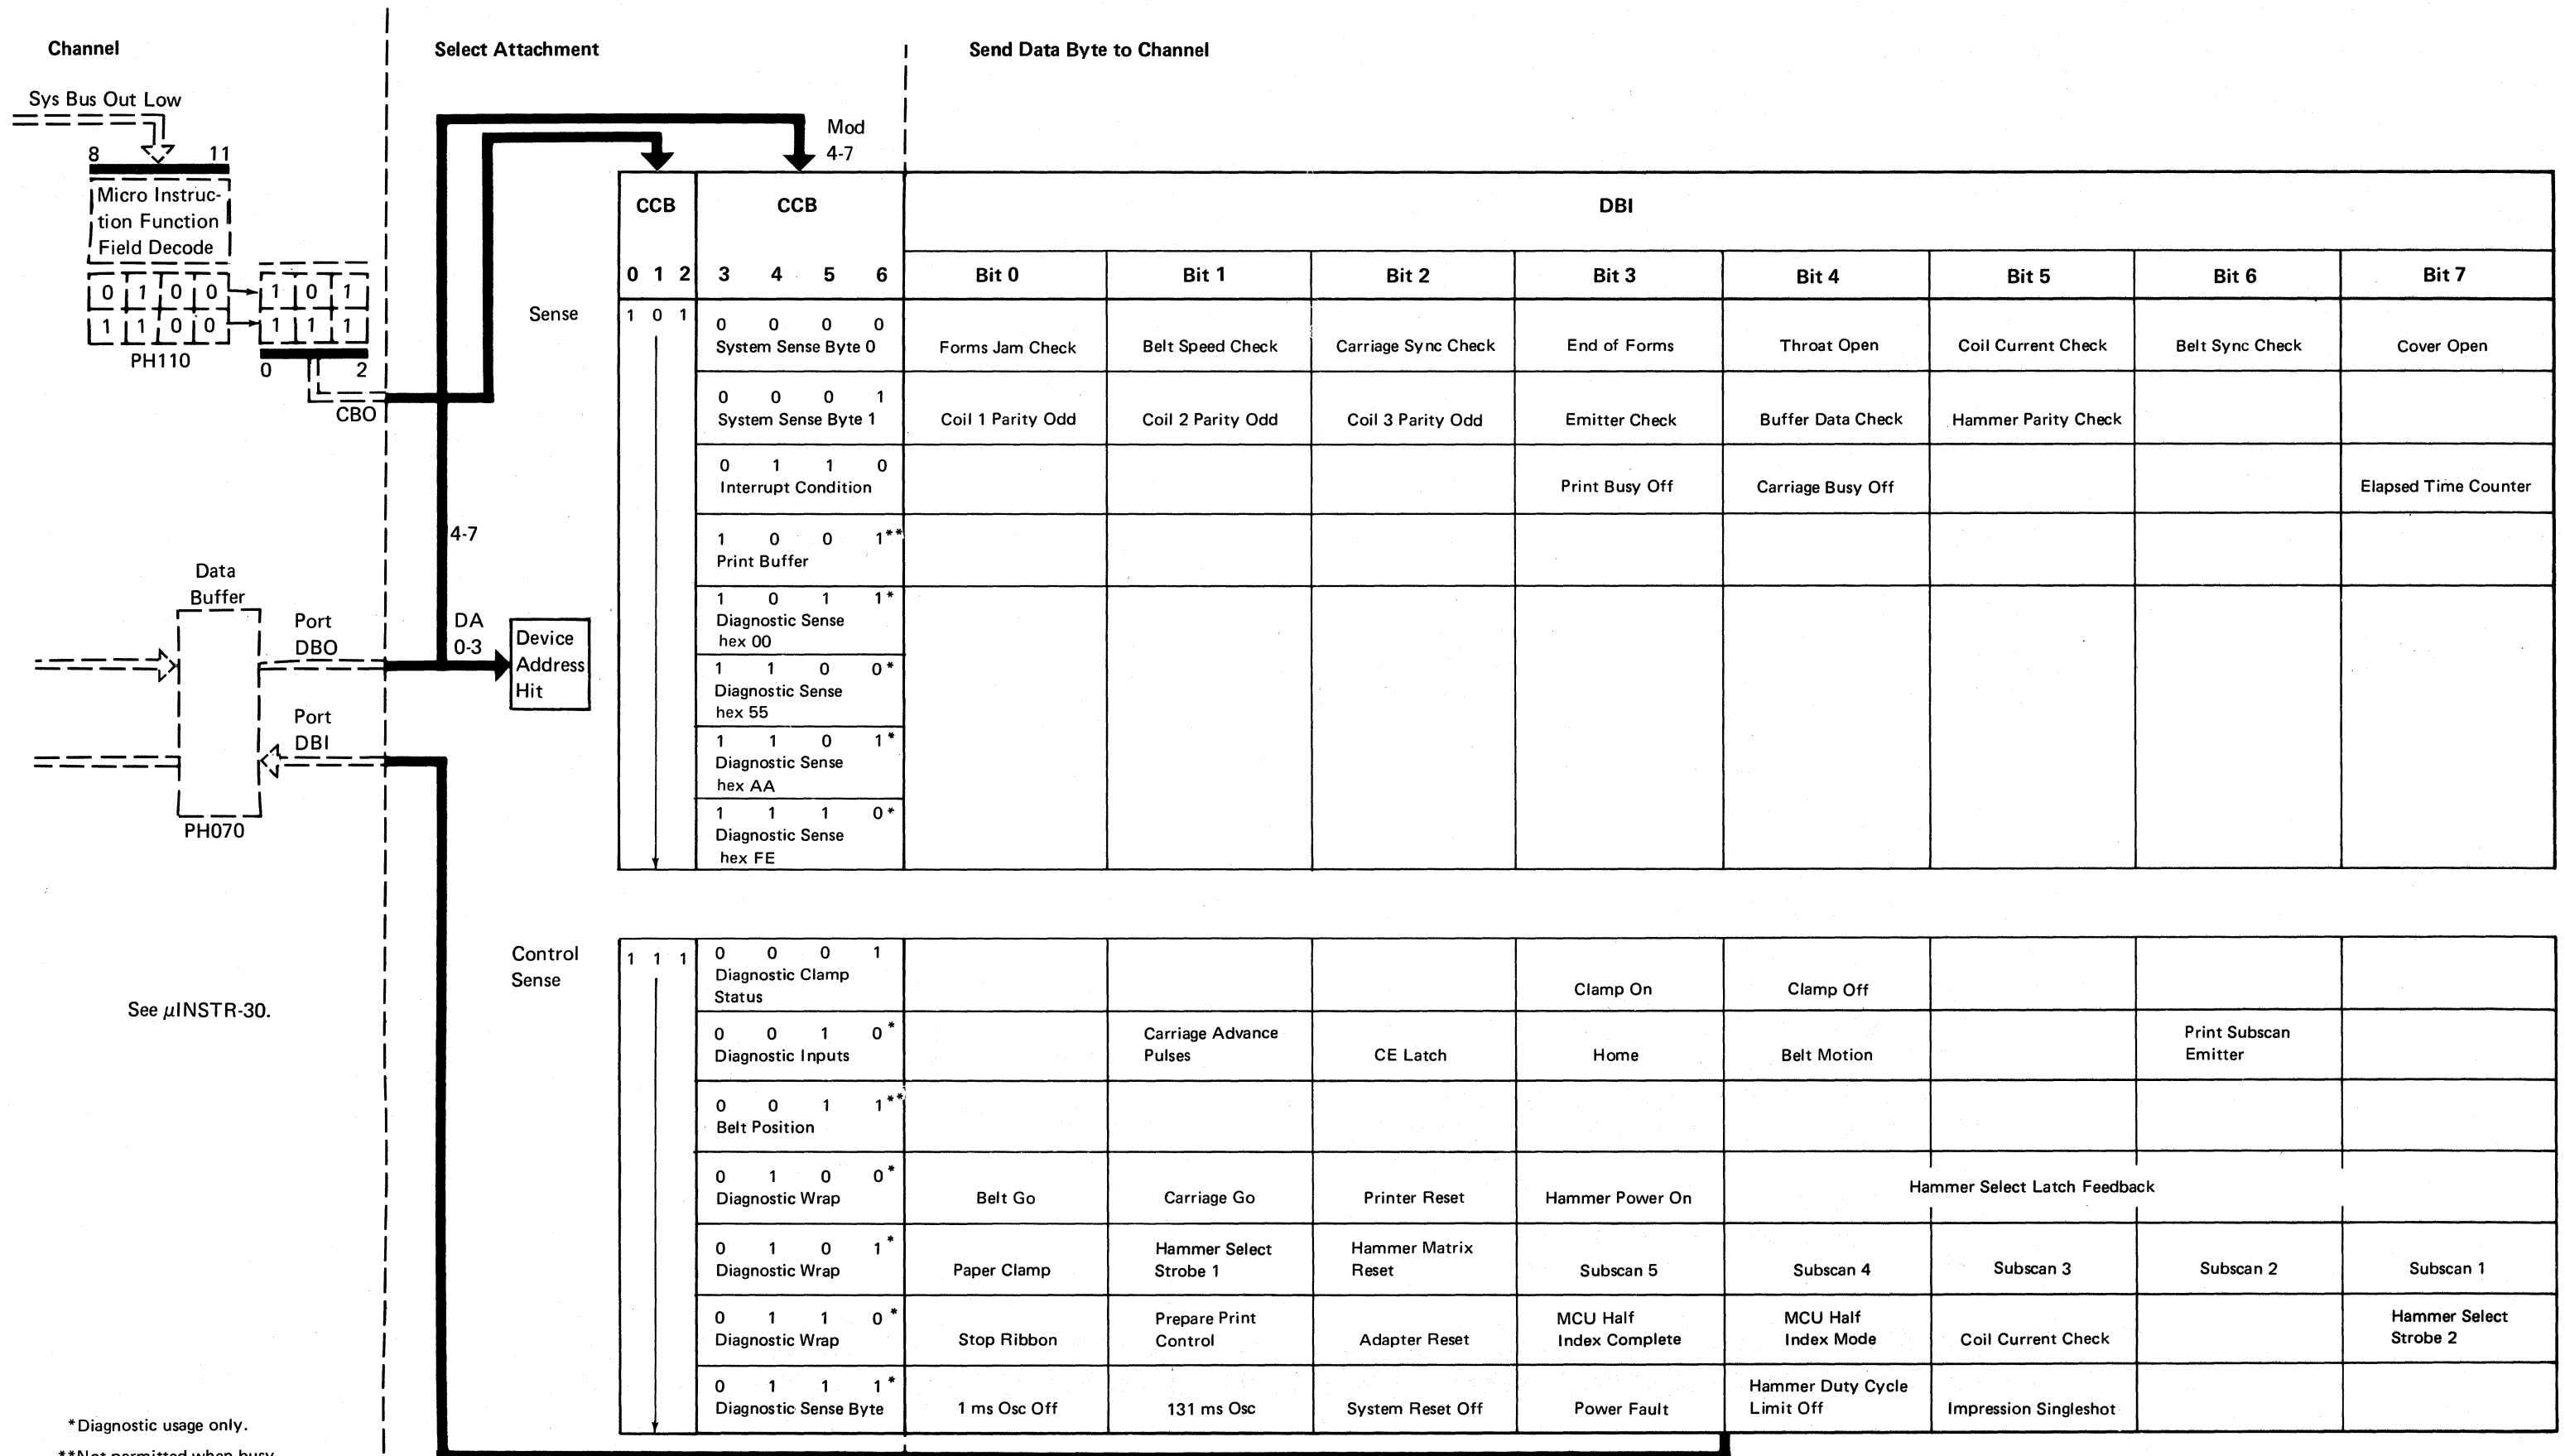 Channel
Select Attachment
Send Data Byte to Channel
Sys Bus Out Low
8 11
Micro Instruc-
tion Function
Field Decode
0 1 0 0 1 0 1
1 1 0 0 1 1 1
PH110
0 2
CBO
Mod
4-7
4-7
Data
Buffer
Port
DBO
DA
0-3
Device
Address
Hit
Port
DBI
PH070
See μINSTR-30.
CCB CCB DBI
0 1 2 3 4 5 6 Bit 0 Bit 1 Bit 2 Bit 3 Bit 4 Bit 5 Bit 6 Bit 7
Sense 1 0 1
0 0 0 0
System Sense Byte 0 Forms Jam Check Belt Speed Check Carriage Sync Check End of Forms Throat Open Coil Current Check Belt Sync Check Cover Open
0 0 0 1
System Sense Byte 1 Coil 1 Parity Odd Coil 2 Parity Odd Coil 3 Parity Odd Emitter Check Buffer Data Check Hammer Parity Check
0 1 1 0
Interrupt Condition Print Busy Off Carriage Busy Off Elapsed Time Counter
1 0 0 1**
Print Buffer
1 0 1 1*
Diagnostic Sense
hex 00
1 1 0 0*
Diagnostic Sense
hex 55
1 1 0 1*
Diagnostic Sense
hex AA
1 1 1 0*
Diagnostic Sense
hex FE
Control
Sense
1 1 1
0 0 0 1
Diagnostic Clamp
Status Clamp On Clamp Off
0 0 1 0* Carriage Advance Print Subscan
Diagnostic Inputs Pulses CE Latch Home Belt Motion Emitter
0 0 1 1**
Belt Position
0 1 0 0*
Diagnostic Wrap Belt Go Carriage Go Printer Reset Hammer Power On Hammer Select Latch Feedback
0 1 0 1* Hammer Select Hammer Matrix
Diagnostic Wrap Paper Clamp Strobe 1 Reset Subscan 5 Subscan 4 Subscan 3 Subscan 2 Subscan 1
0 1 1 0* Prepare Print MCU Half MCU Half Hammer Select
Diagnostic Wrap Stop Ribbon Control Adapter Reset Index Complete Index Mode Coil Current Check Strobe 2
0 1 1 1* Hammer Duty Cycle
Diagnostic Sense Byte 1 ms Osc Off 131 ms Osc System Reset Off Power Fault Limit Off Impression Singleshot
*Diagnostic usage only.
**Not permitted when busy